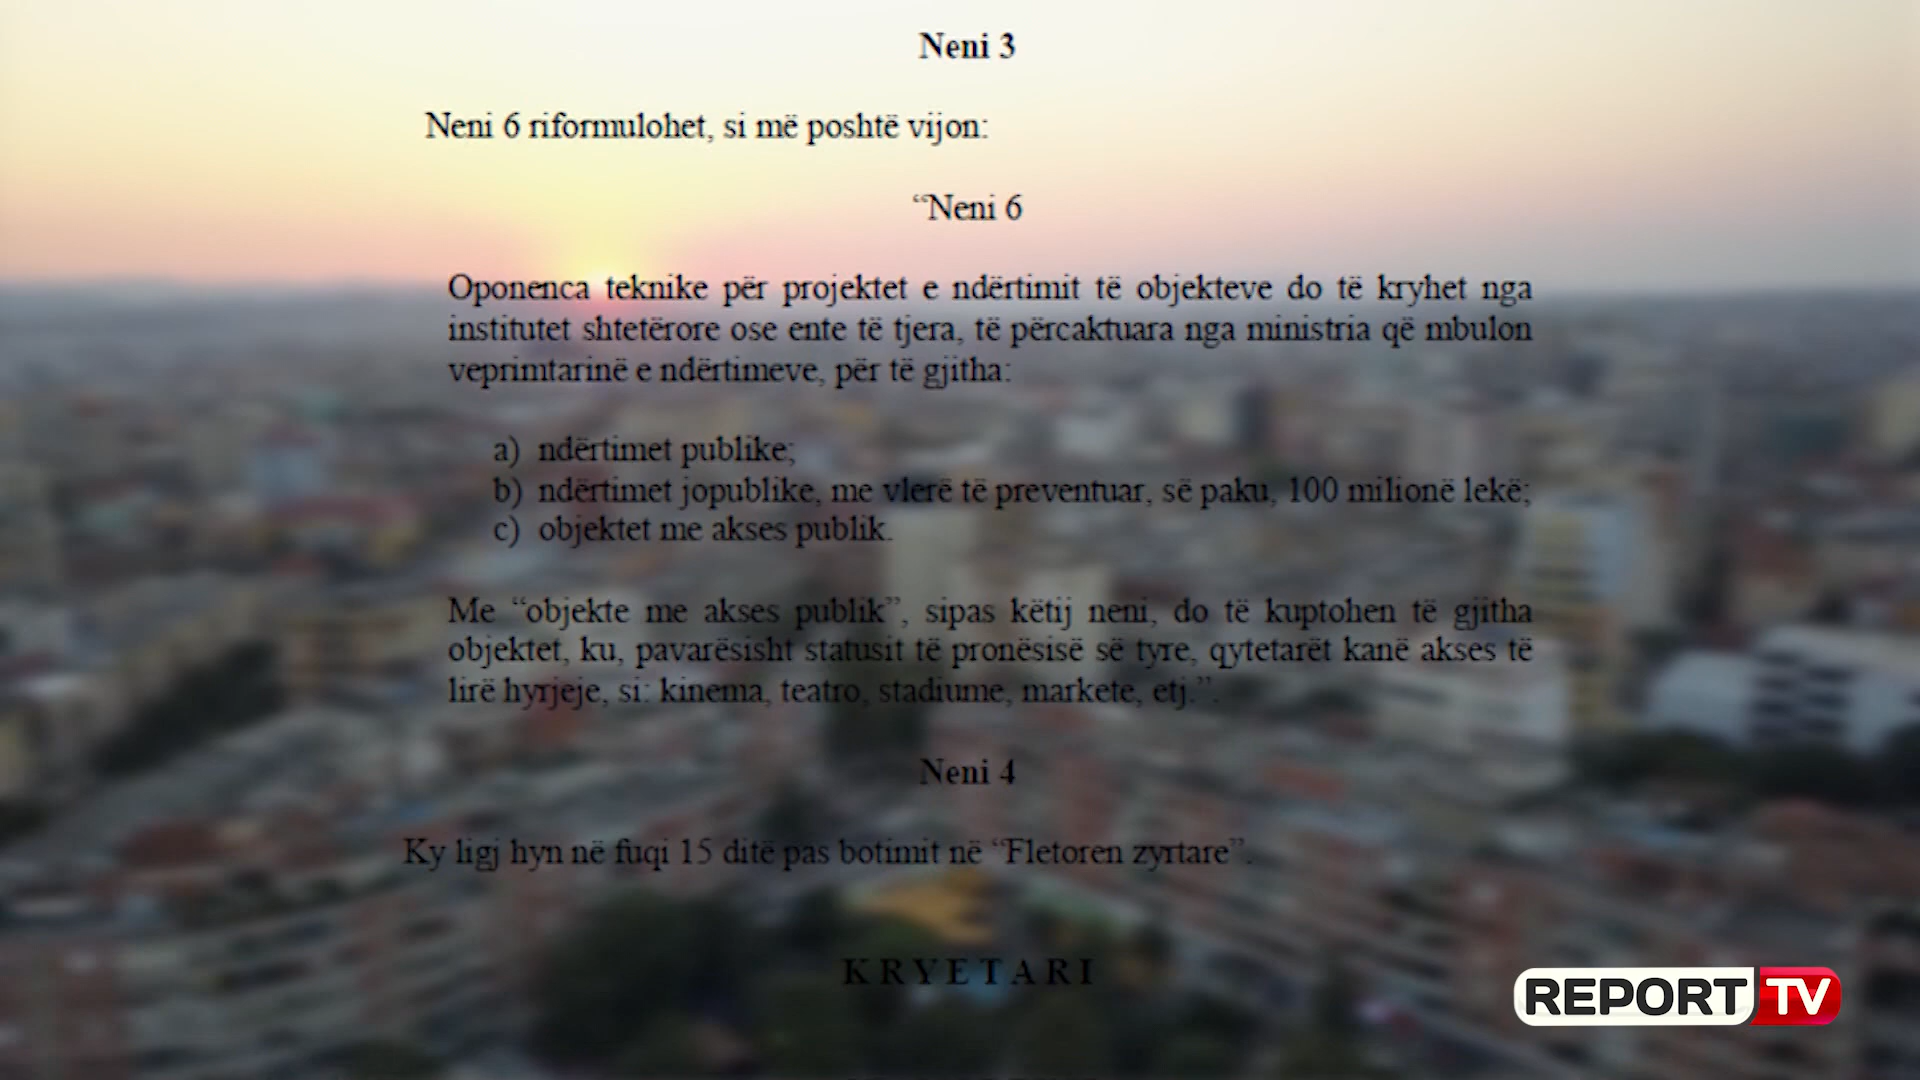 Neni 3
Neni 6 riformulohet, si më poshtë vijon:
“Neni 6
Oponenca teknike për projektet e ndërtimit të objekteve do të kryhet nga
institutet shtetërore ose ente të tjera, të përcaktuara nga ministria që mbulon
veprimtarinë e ndërtimeve, për të gjitha:
a) ndërtimet publike;
b) ndërtimet jopublike, me vlerë të preventuar, së paku, 100 milionë lekë;
c) objektet me akses publik.
Me “objekte me akses publik”, sipas këtij neni, do të kuptohen të gjitha
objektet, ku, pavarësisht statusit të pronësisë së tyre, qytetarët kanë akses të
lirë hyrjeje, si: kinema, teatro, stadiume, markete, etj.”.
Neni 4
Ky ligj hyn në fuqi 15 ditë pas botimit në “Fletoren zyrtare”.
K R Y E T A R I
REPORT TV